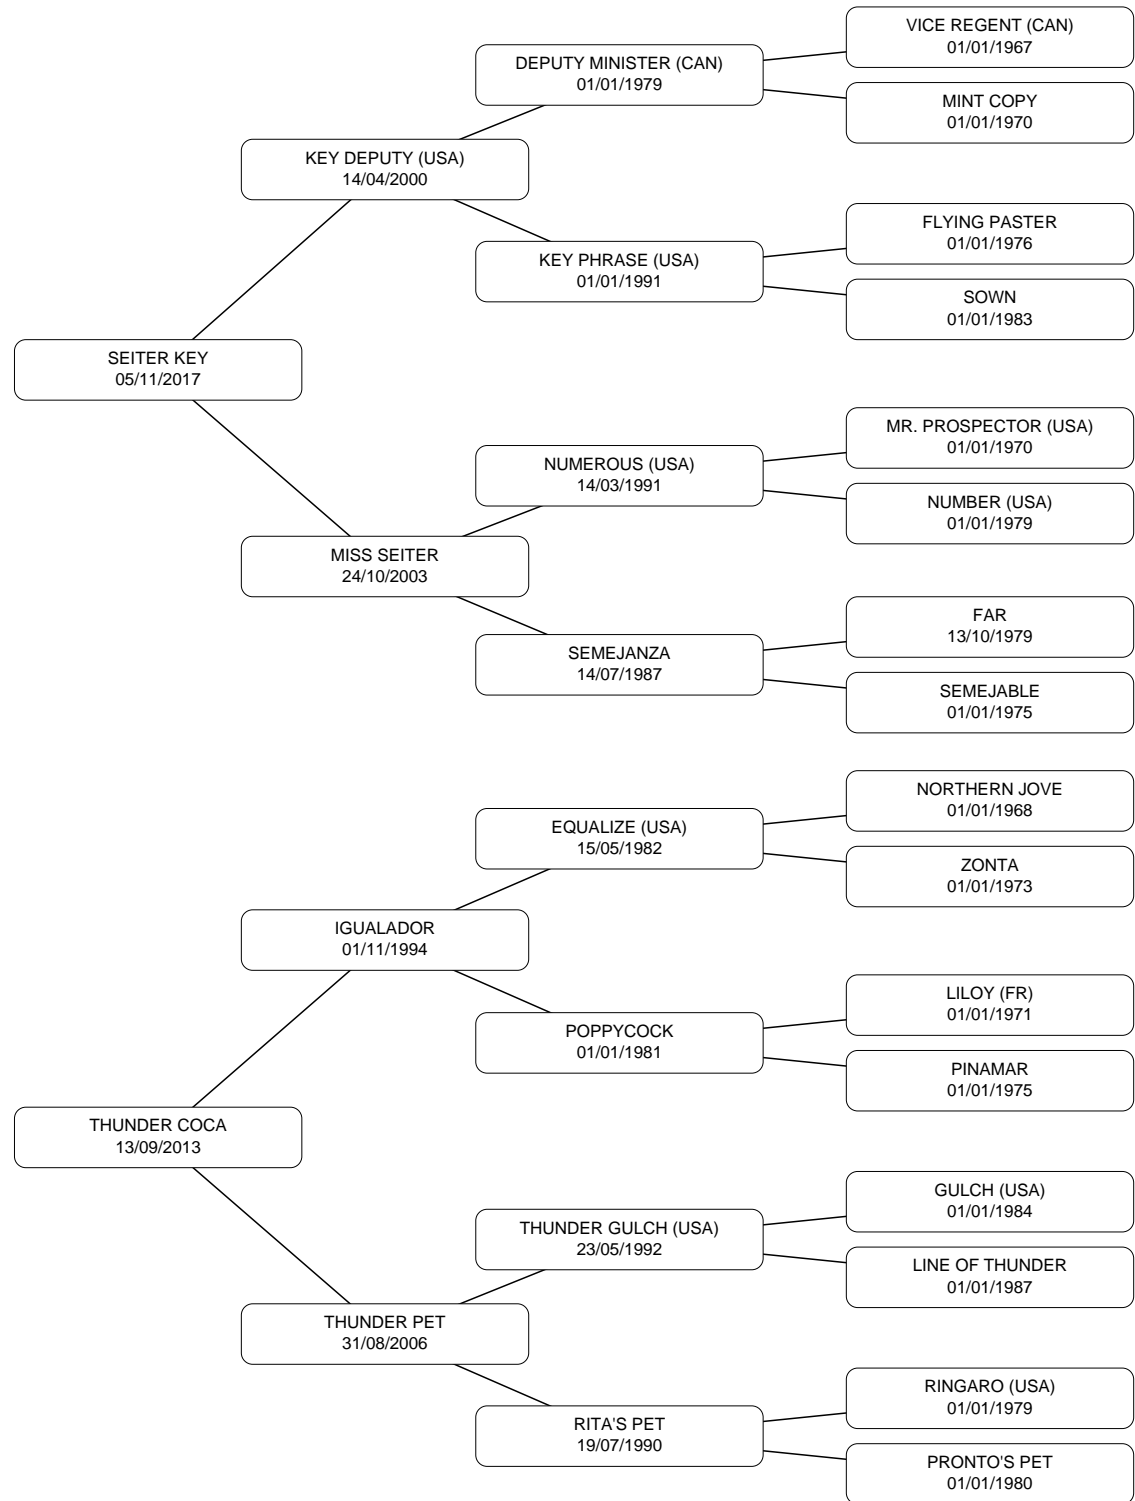 VICE REGENT (CAN)
01/01/1967
DEPUTY MINISTER (CAN)
01/01/1979
MINT COPY
01/01/1970
KEY DEPUTY (USA)
14/04/2000
FLYING PASTER
01/01/1976
KEY PHRASE (USA)
01/01/1991
SOWN
01/01/1983
SEITER KEY
05/11/2017
MR. PROSPECTOR (USA)
01/01/1970
NUMEROUS (USA)
14/03/1991
NUMBER (USA)
01/01/1979
MISS SEITER
24/10/2003
FAR
13/10/1979
SEMEJANZA
14/07/1987
SEMEJABLE
01/01/1975
NORTHERN JOVE
01/01/1968
EQUALIZE (USA)
15/05/1982
ZONTA
01/01/1973
IGUALADOR
01/11/1994
LILOY (FR)
01/01/1971
POPPYCOCK
01/01/1981
PINAMAR
01/01/1975
THUNDER COCA
13/09/2013
GULCH (USA)
01/01/1984
THUNDER GULCH (USA)
23/05/1992
LINE OF THUNDER
01/01/1987
THUNDER PET
31/08/2006
RINGARO (USA)
01/01/1979
RITA'S PET
19/07/1990
PRONTO'S PET
01/01/1980